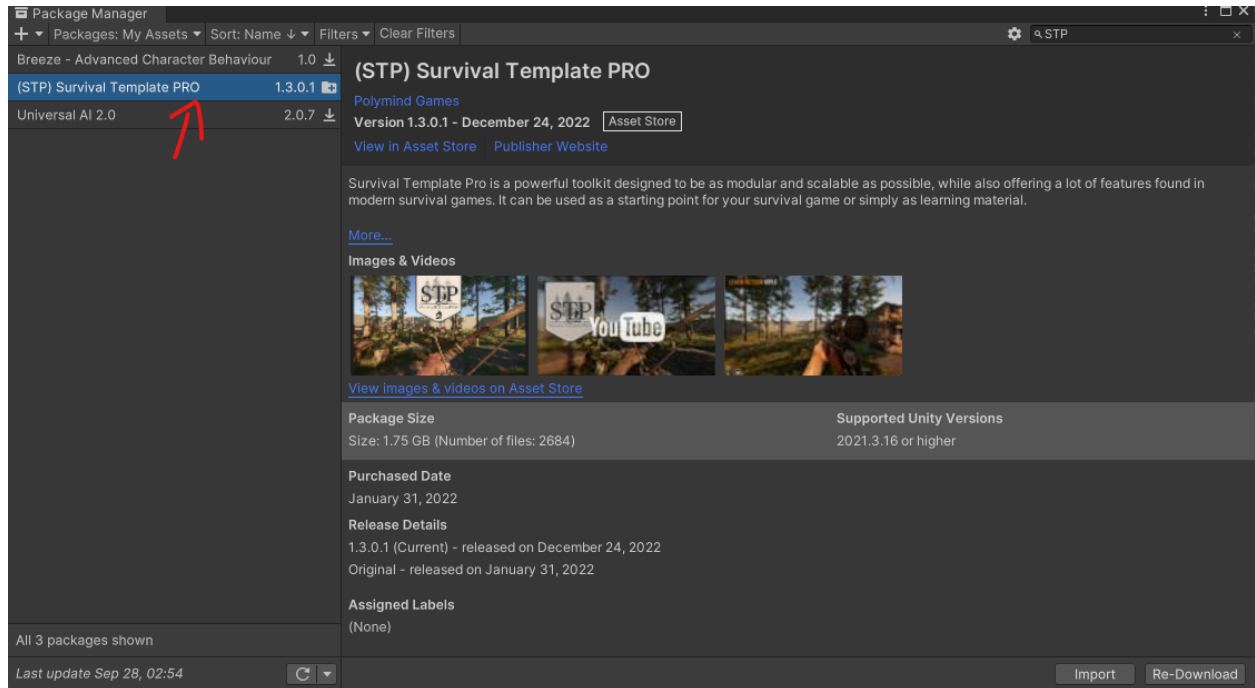 Package Manager
Packages: My Assets Sort: Name ↓ Filters Clear Filters STP
Breeze - Advanced Character Behaviour 1.0
(STP) Survival Template PRO 1.3.0.1
Universal AI 2.0 2.0.7
All 3 packages shown
Last update Sep 28, 02:54
(STP) Survival Template PRO
Polymind Games
Version 1.3.0.1 - December 24, 2022 Asset Store
View in Asset Store Publisher Website
Survival Template Pro is a powerful toolkit designed to be as modular and scalable as possible, while also offering a lot of features found in
modern survival games. It can be used as a starting point for your survival game or simply as learning material.
More...
Images & Videos
STP
STP
YouTube
View images & videos on Asset Store
Package Size Supported Unity Versions
Size: 1.75 GB (Number of files: 2684) 2021.3.16 or higher
Purchased Date
January 31, 2022
Release Details
1.3.0.1 (Current) - released on December 24, 2022
Original - released on January 31, 2022
Assigned Labels
(None)
Import Re-Download